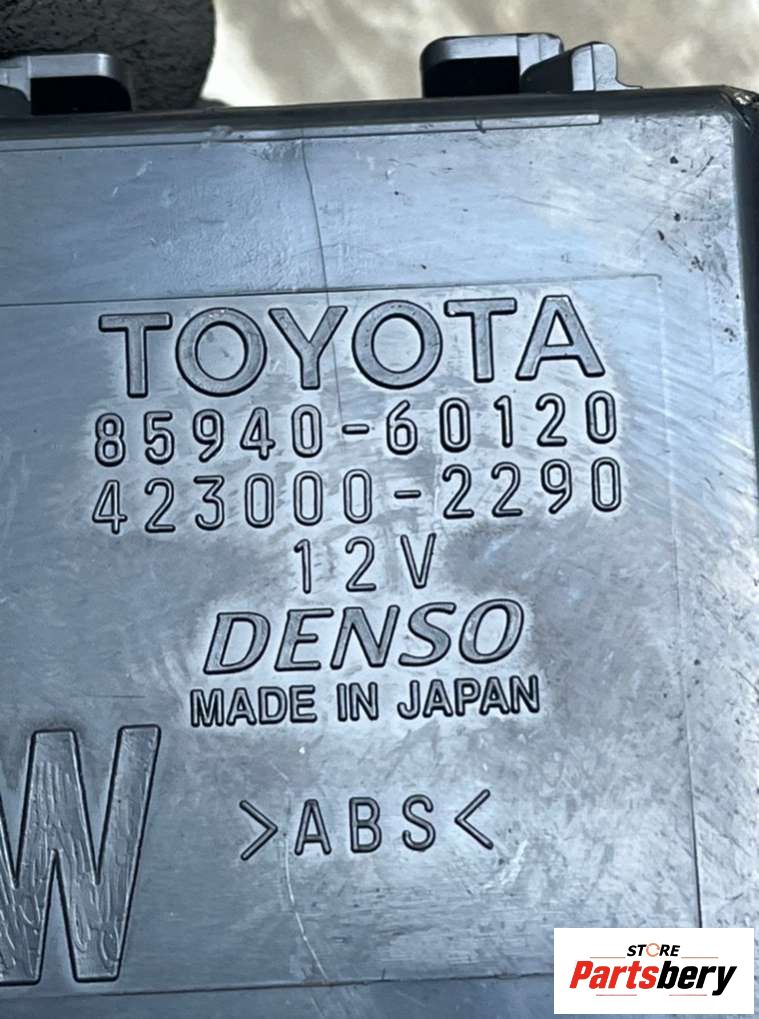 TOYOTA
85940-60120
423000-2290
12V
DENSO
MADE IN JAPAN
W
>ABS<
STORE
Partsbery